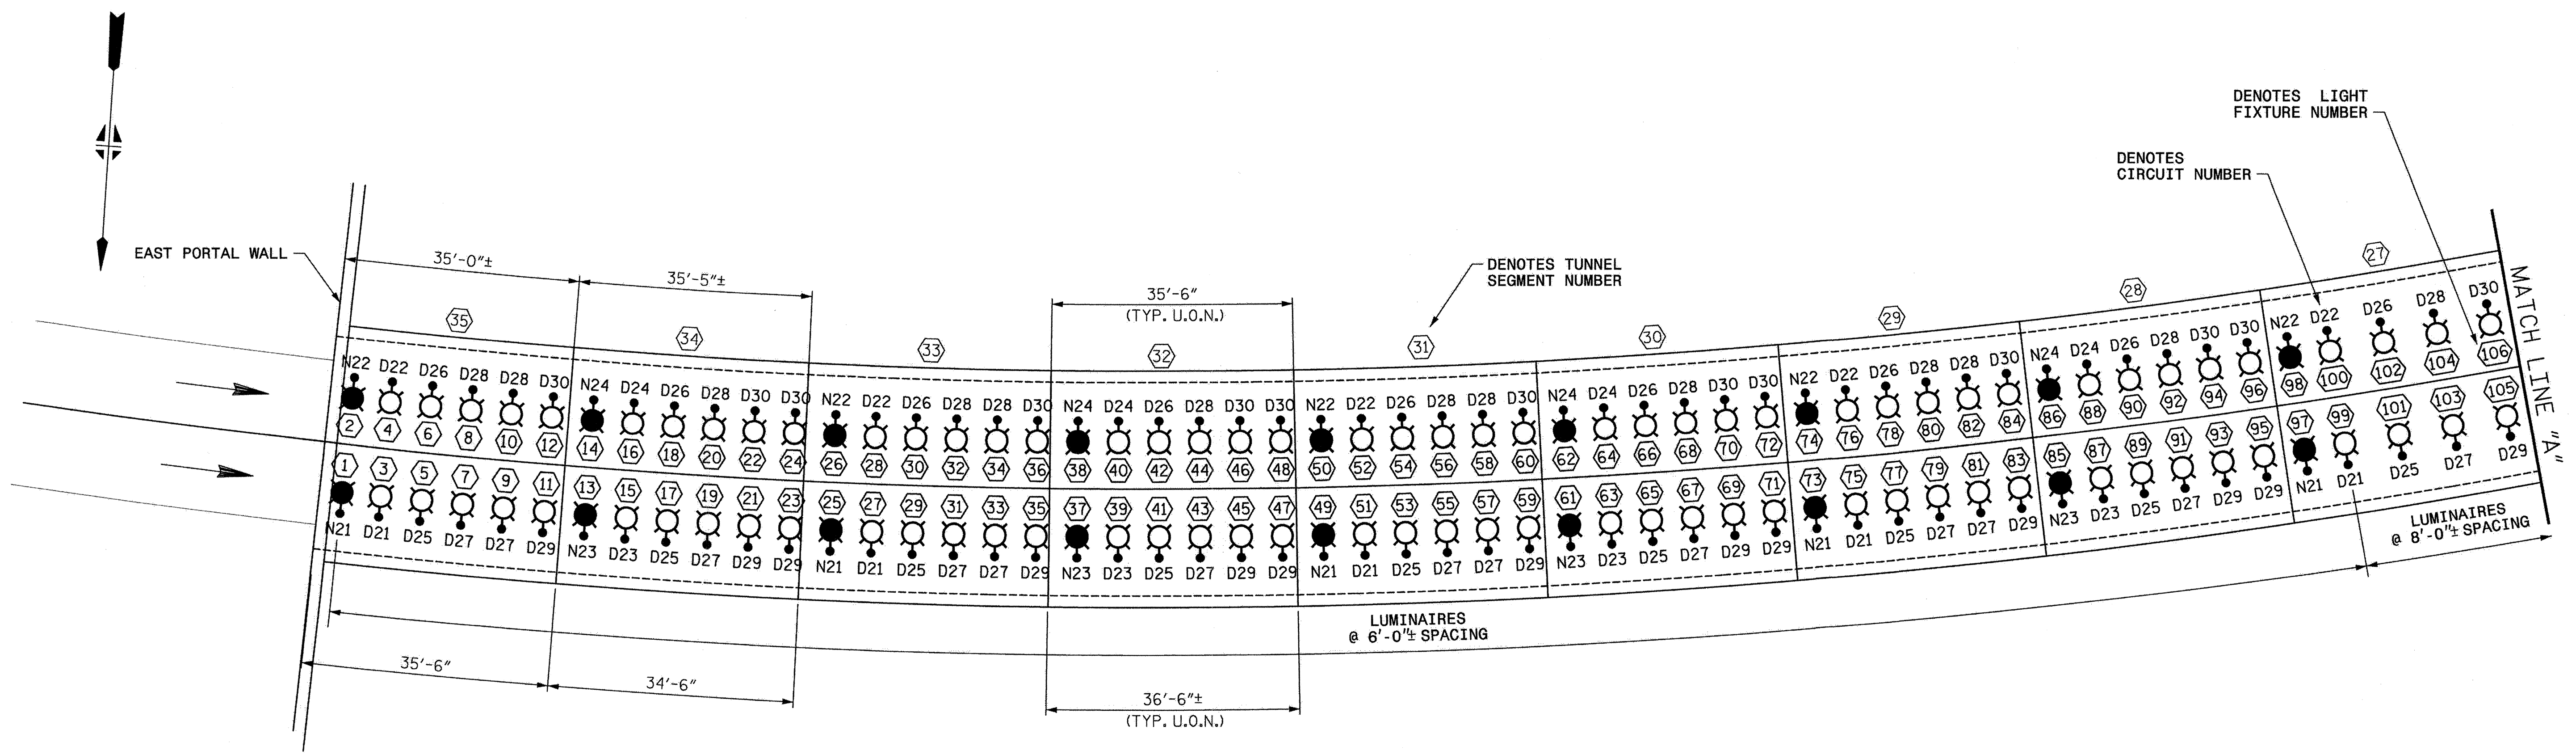 DENOTES LIGHT
FIXTURE NUMBER
DENOTES
CIRCUIT NUMBER
EAST PORTAL WALL
35'-0"±
35'-5"±
35'-6"
(TYP. U.O.N.)
DENOTES TUNNEL
SEGMENT NUMBER
35 34 33 32 31 30 29 28 27
MATCH LINE "A"
N22 D22 D26 D28 D28 D30 N24 D24 D26 D28 D30 D30 N22 D22 D26 D28 D28 D30 N24 D24 D26 D28 D30 D30 N22 D22 D26 D28 D28 D30 N24 D24 D26 D28 D30 D30 N22 D22 D26 D28 D28 D30 N24 D24 D26 D28 D30 D30 N22 D22 D26 D28 D30
2 4 6 8 10 12 14 16 18 20 22 24 26 28 30 32 34 36 38 40 42 44 46 48 50 52 54 56 58 60 62 64 66 68 70 72 74 76 78 80 82 84 86 88 90 92 94 96 98 100 102 104 106
1 3 5 7 9 11 13 15 17 19 21 23 25 27 29 31 33 35 37 39 41 43 45 47 49 51 53 55 57 59 61 63 65 67 69 71 73 75 77 79 81 83 85 87 89 91 93 95 97 99 101 103 105
N21 D21 D25 D27 D27 D29 N23 D23 D25 D27 D29 D29 N21 D21 D25 D27 D27 D29 N23 D23 D25 D27 D29 D29 N21 D21 D25 D27 D27 D29 N23 D23 D25 D27 D29 D29 N21 D21 D25 D27 D27 D29 N23 D23 D25 D27 D29 D29 N21 D21 D25 D27 D29
LUMINAIRES
@ 8'-0"± SPACING
LUMINAIRES
@ 6'-0"± SPACING
35'-6"
34'-6"
36'-6"±
(TYP. U.O.N.)